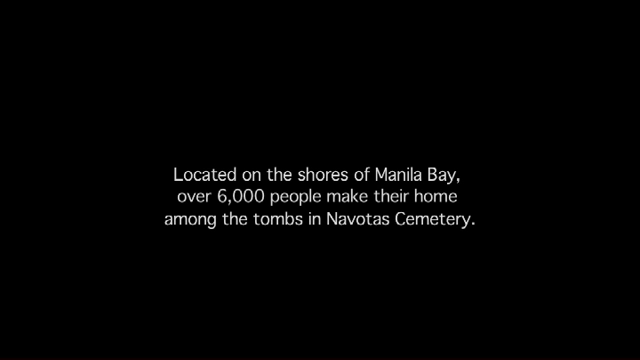 Located on the shores of Manila Bay,
over 6,000 people make their home
among the tombs in Navotas Cemetery.